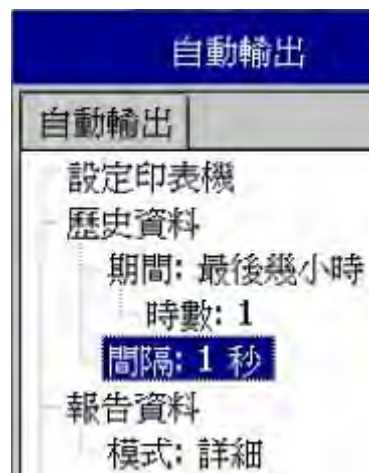 自動輸出
自動輸出
設定印表機
歷史資料
期間: 最後幾小時
時數: 1
間隔: 1 秒
報告資料
模式: 詳細